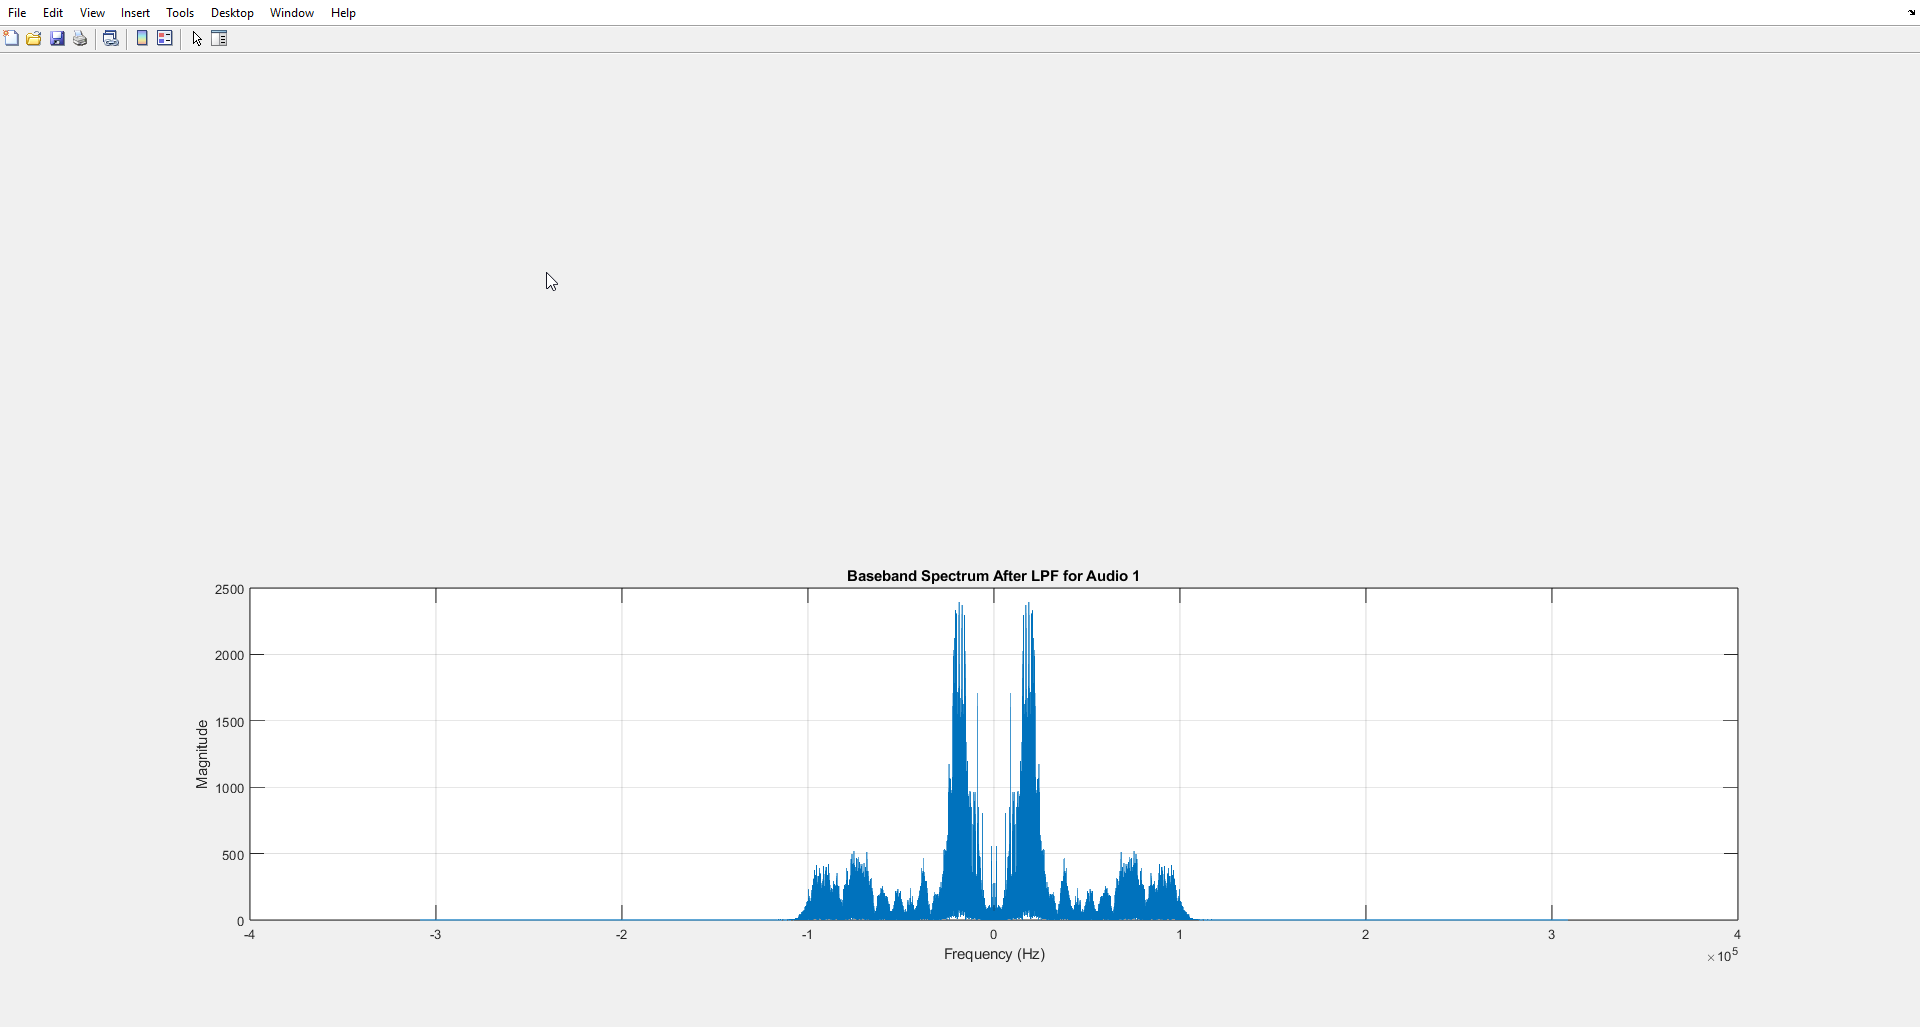 File Edit View Insert Tools Desktop Window Help
Baseband Spectrum After LPF for Audio 1
2500
2000
1500
1000
500
0
Magnitude
-4 -3 -2 -1 0 1 2 3 4
Frequency (Hz)
×10^5